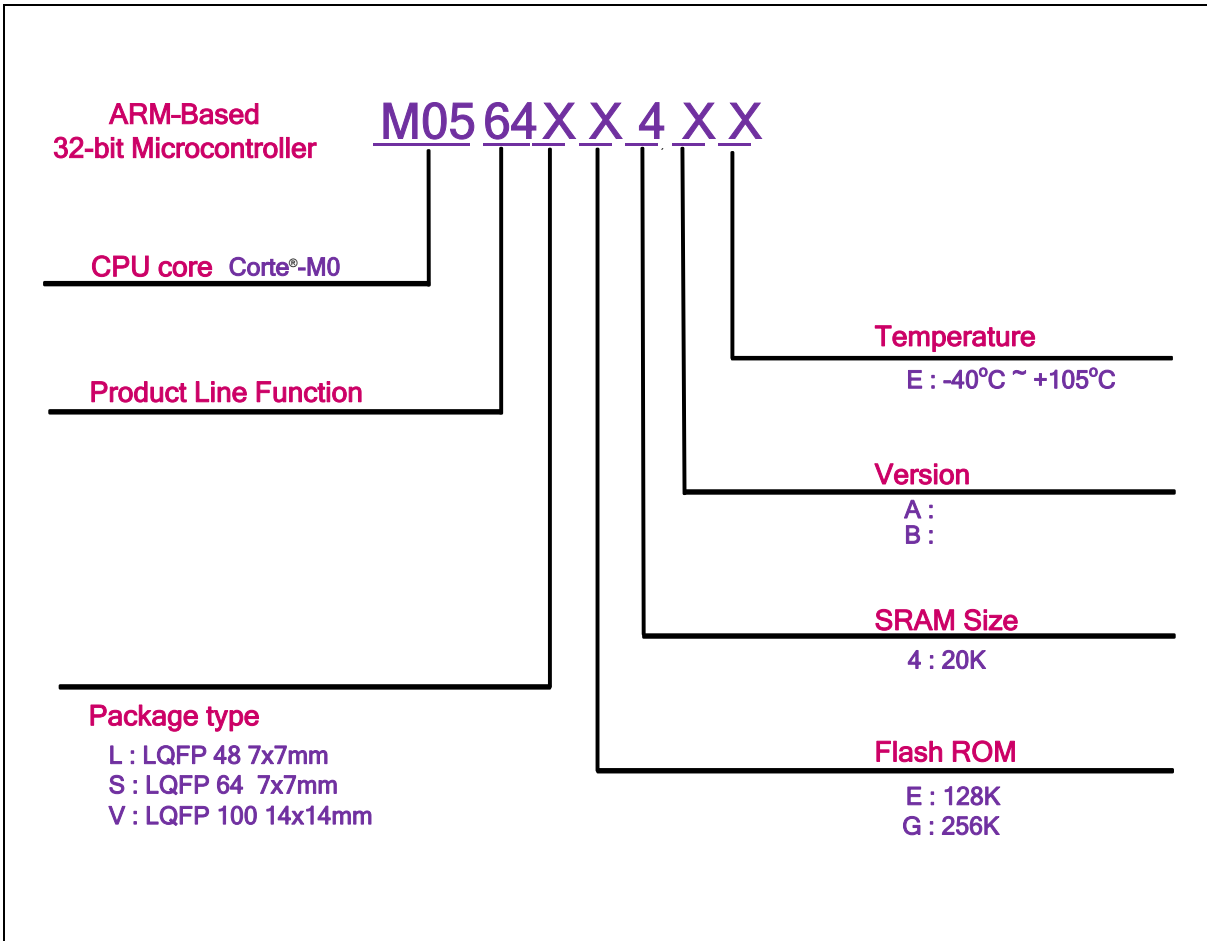 ARM-Based
32-bit Microcontroller
M05 64X X 4 X X
CPU core Corte®-M0
Product Line Function
Package type
L : LQFP 48 7x7mm
S : LQFP 64 7x7mm
V : LQFP 100 14x14mm
Temperature
E : -40°C ~ +105°C
Version
A :
B :
SRAM Size
4 : 20K
Flash ROM
E : 128K
G : 256K